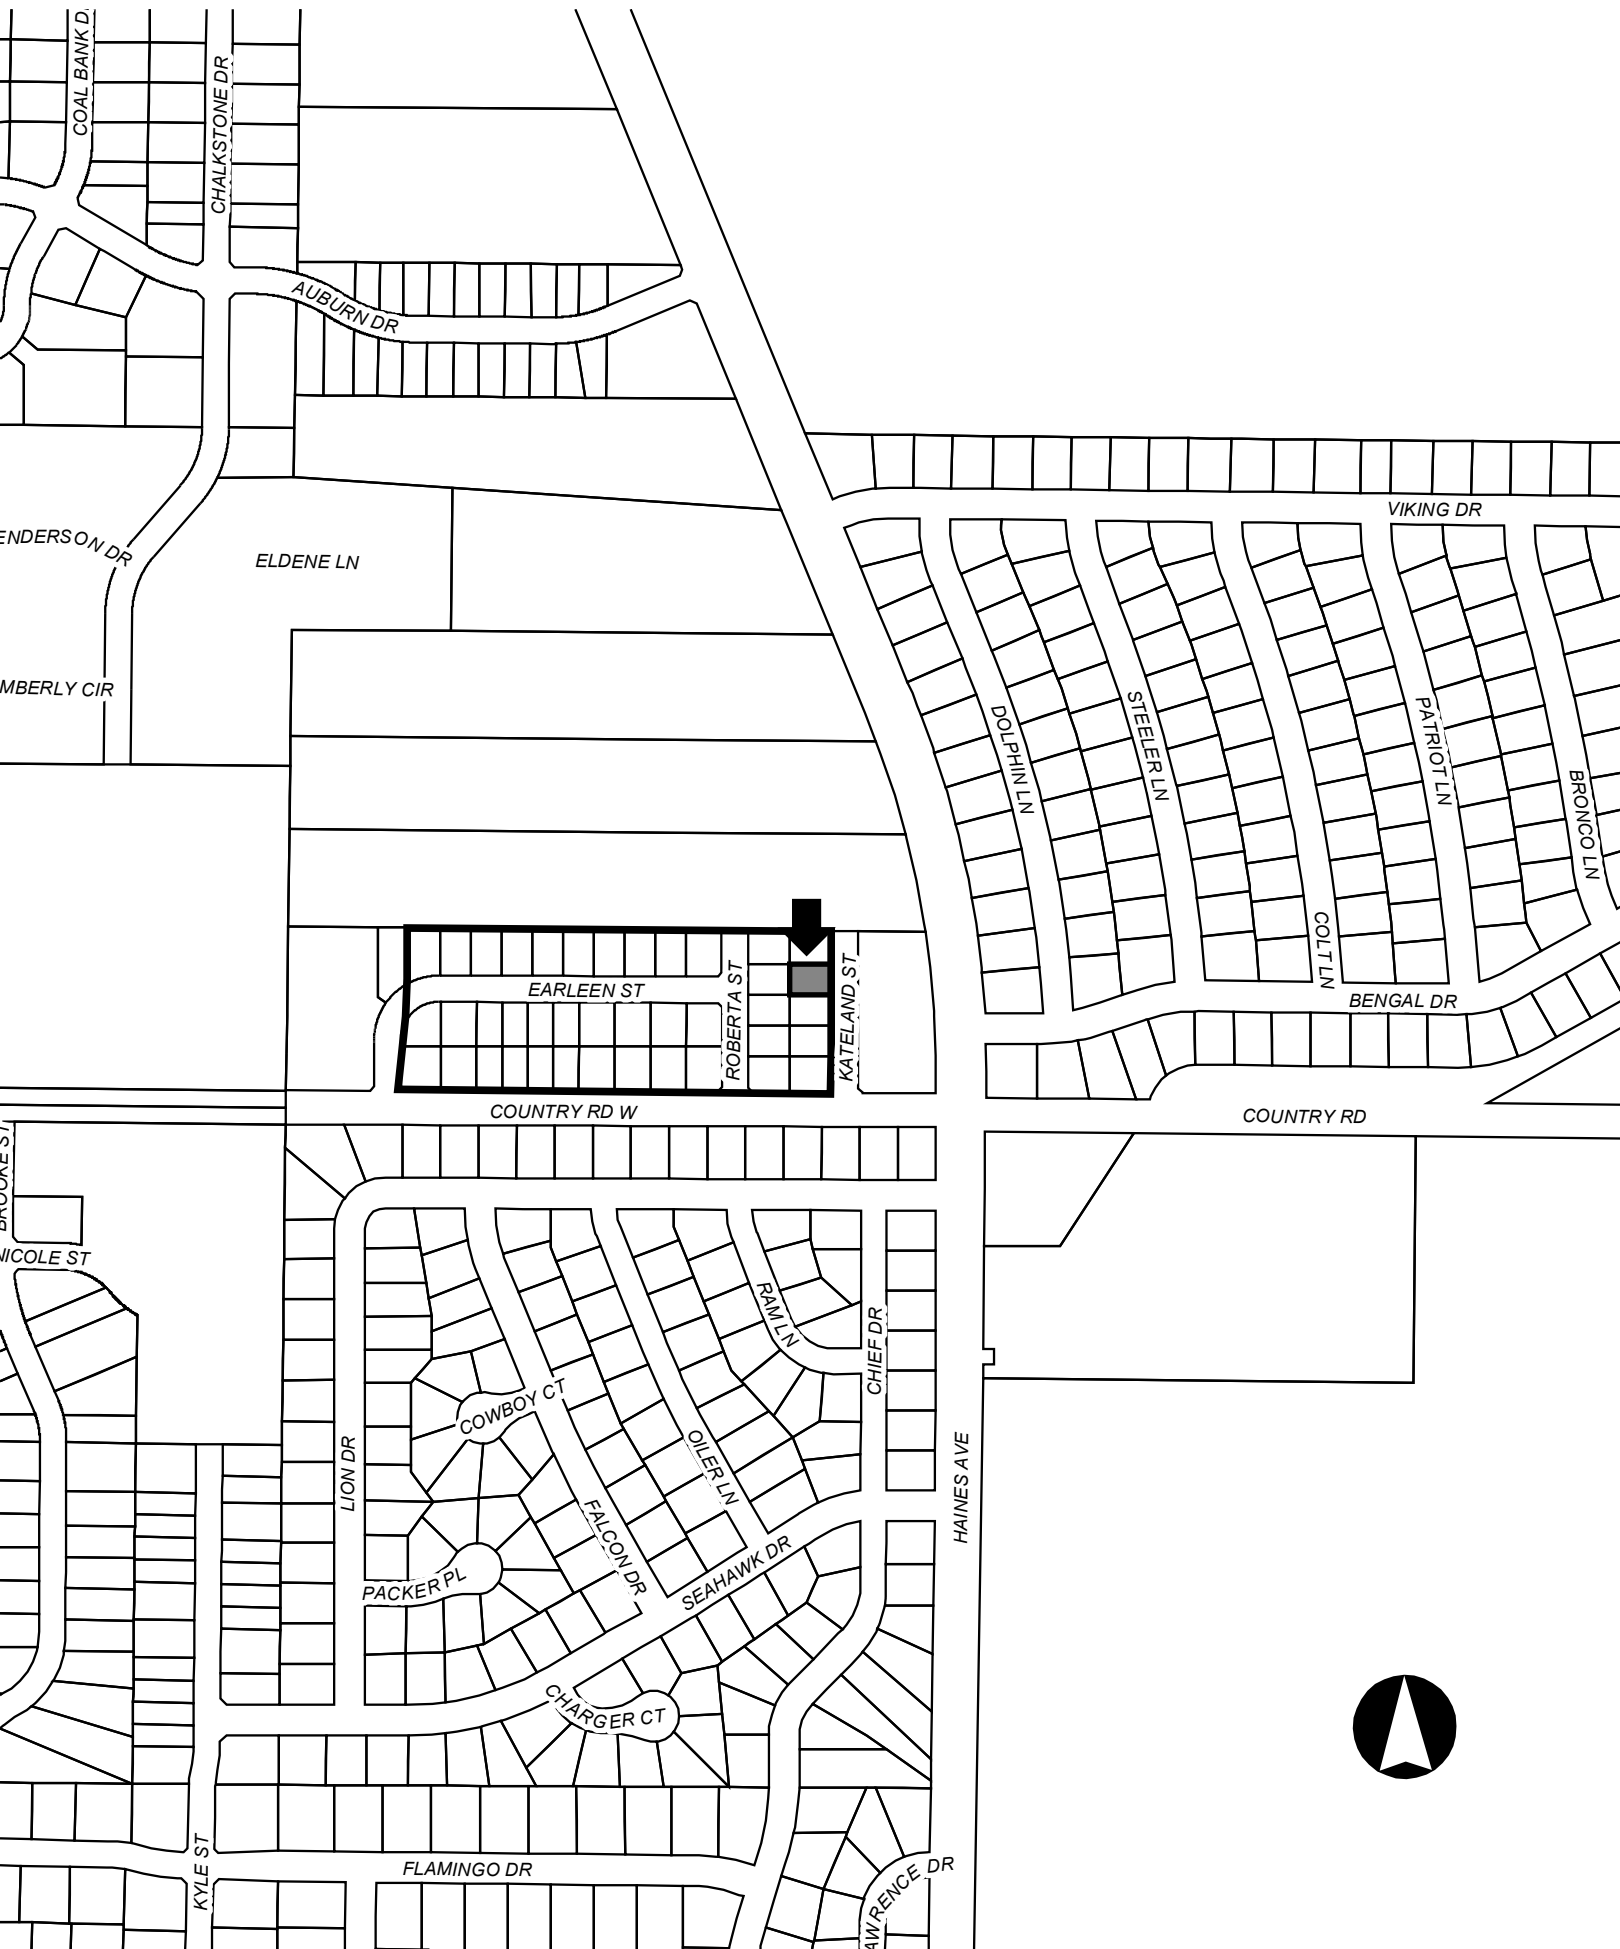 COAL BANK D
CHALKSTONE DR
AUBURN DR
VIKING DR
ENDERSON DR
ELDENE LN
MBERLY CIR
DOLPHIN LN
STEELER LN
PATRIOT LN
BRONCO LN
COLT LN
EARLEEN ST
ROBERTA ST
KATELAND ST
BENGAL DR
COUNTRY RD W
COUNTRY RD
BROOKE ST
NICOLE ST
RAM LN
CHIEF DR
COWBOY CT
LION DR
OILER LN
HAINES AVE
FALCON DR
SEAHAWK DR
PACKER PL
CHARGER CT
KYLE ST
FLAMINGO DR
AWRENCE DR